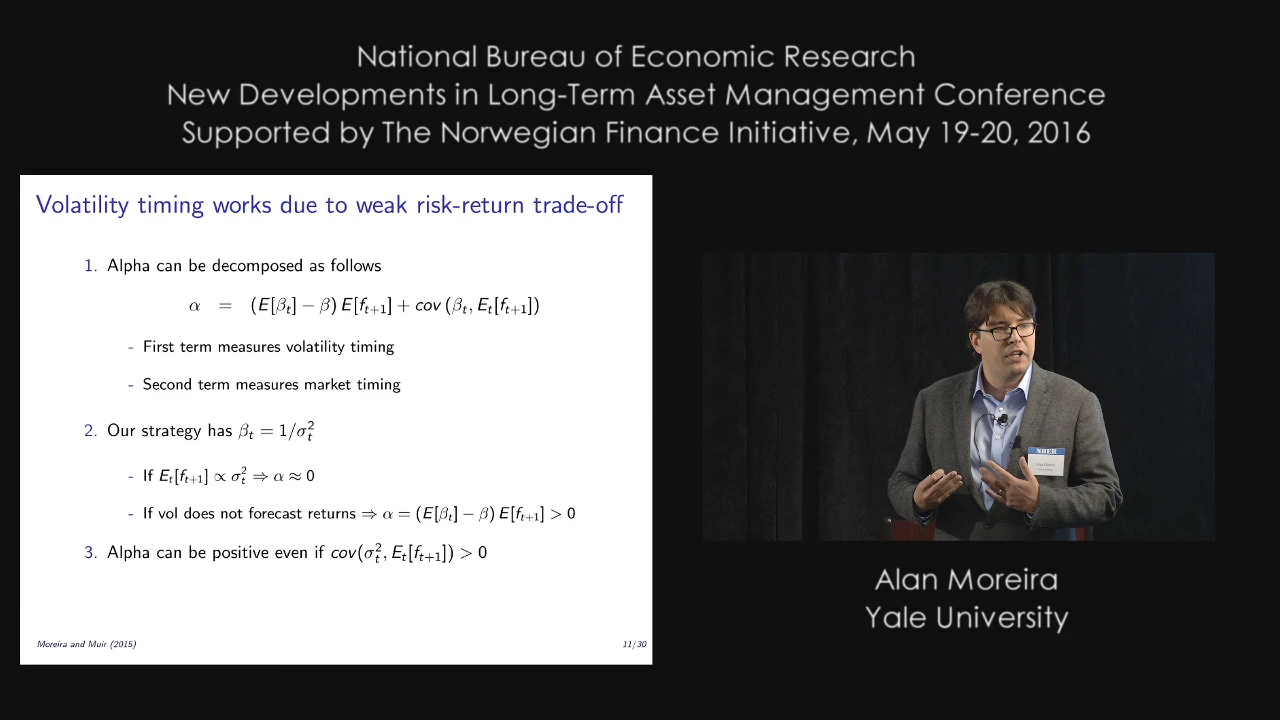 National Bureau of Economic Research
New Developments in Long-Term Asset Management Conference
Supported by The Norwegian Finance Initiative, May 19-20, 2016
Volatility timing works due to weak risk-return trade-off
1. Alpha can be decomposed as follows
α = (E[β_t] − β) E[f_{t+1}] + cov (β_t, E_t[f_{t+1}])
- First term measures volatility timing
- Second term measures market timing
2. Our strategy has β_t = 1/σ_t^2
- If E_t[f_{t+1}] ∝ σ_t^2 ⇒ α ≈ 0
- If vol does not forecast returns ⇒ α = (E[β_t] − β) E[f_{t+1}] > 0
3. Alpha can be positive even if cov(σ_t^2, E_t[f_{t+1}]) > 0
Moreira and Muir (2015)
11/30
NBER
Alan Moreira
Yale University